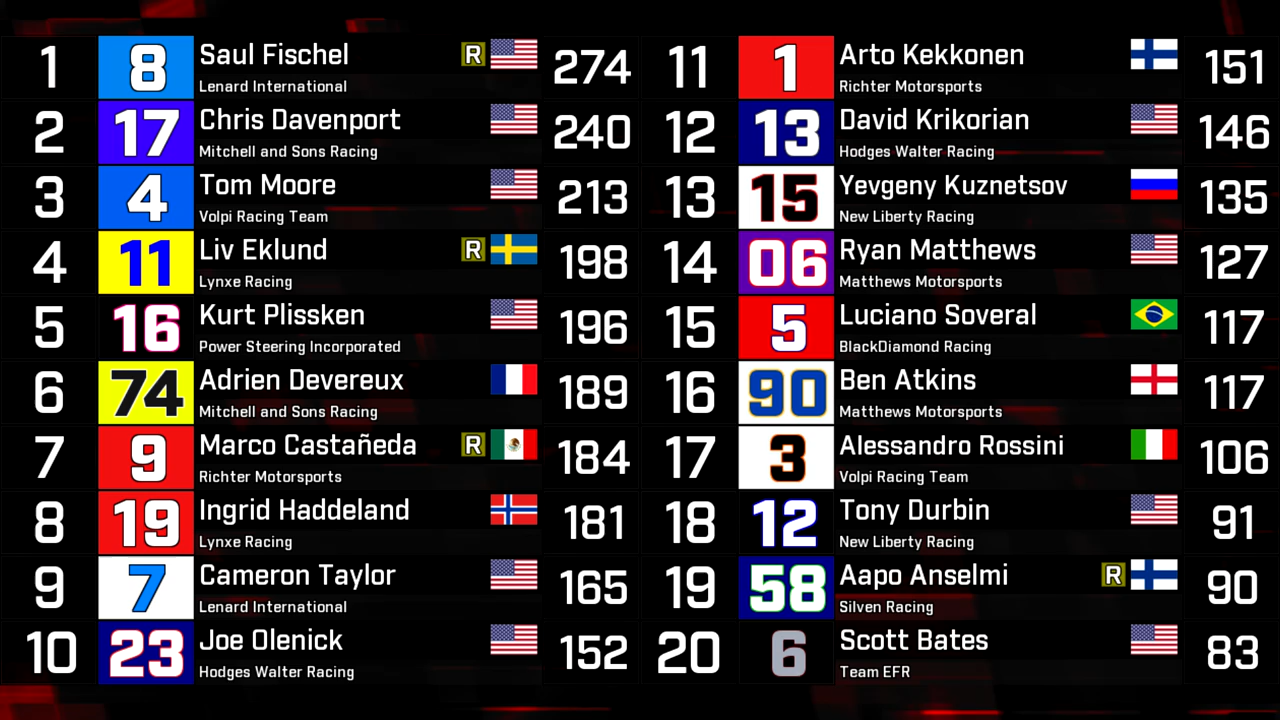 1 8 Saul Fischel R 274
Lenard International
2 17 Chris Davenport 240
Mitchell and Sons Racing
3 4 Tom Moore 213
Volpi Racing Team
4 11 Liv Eklund R 198
Lynxe Racing
5 16 Kurt Plissken 196
Power Steering Incorporated
6 74 Adrien Devereux 189
Mitchell and Sons Racing
7 9 Marco Castañeda R 184
Richter Motorsports
8 19 Ingrid Haddeland 181
Lynxe Racing
9 7 Cameron Taylor 165
Lenard International
10 23 Joe Olenick 152
Hodges Walter Racing
11 1 Arto Kekkonen 151
Richter Motorsports
12 13 David Krikorian 146
Hodges Walter Racing
13 15 Yevgeny Kuznetsov 135
New Liberty Racing
14 06 Ryan Matthews 127
Matthews Motorsports
15 5 Luciano Soveral 117
BlackDiamond Racing
16 90 Ben Atkins 117
Matthews Motorsports
17 3 Alessandro Rossini 106
Volpi Racing Team
18 12 Tony Durbin 91
New Liberty Racing
19 58 Aapo Anselmi R 90
Silven Racing
20 6 Scott Bates 83
Team EFR